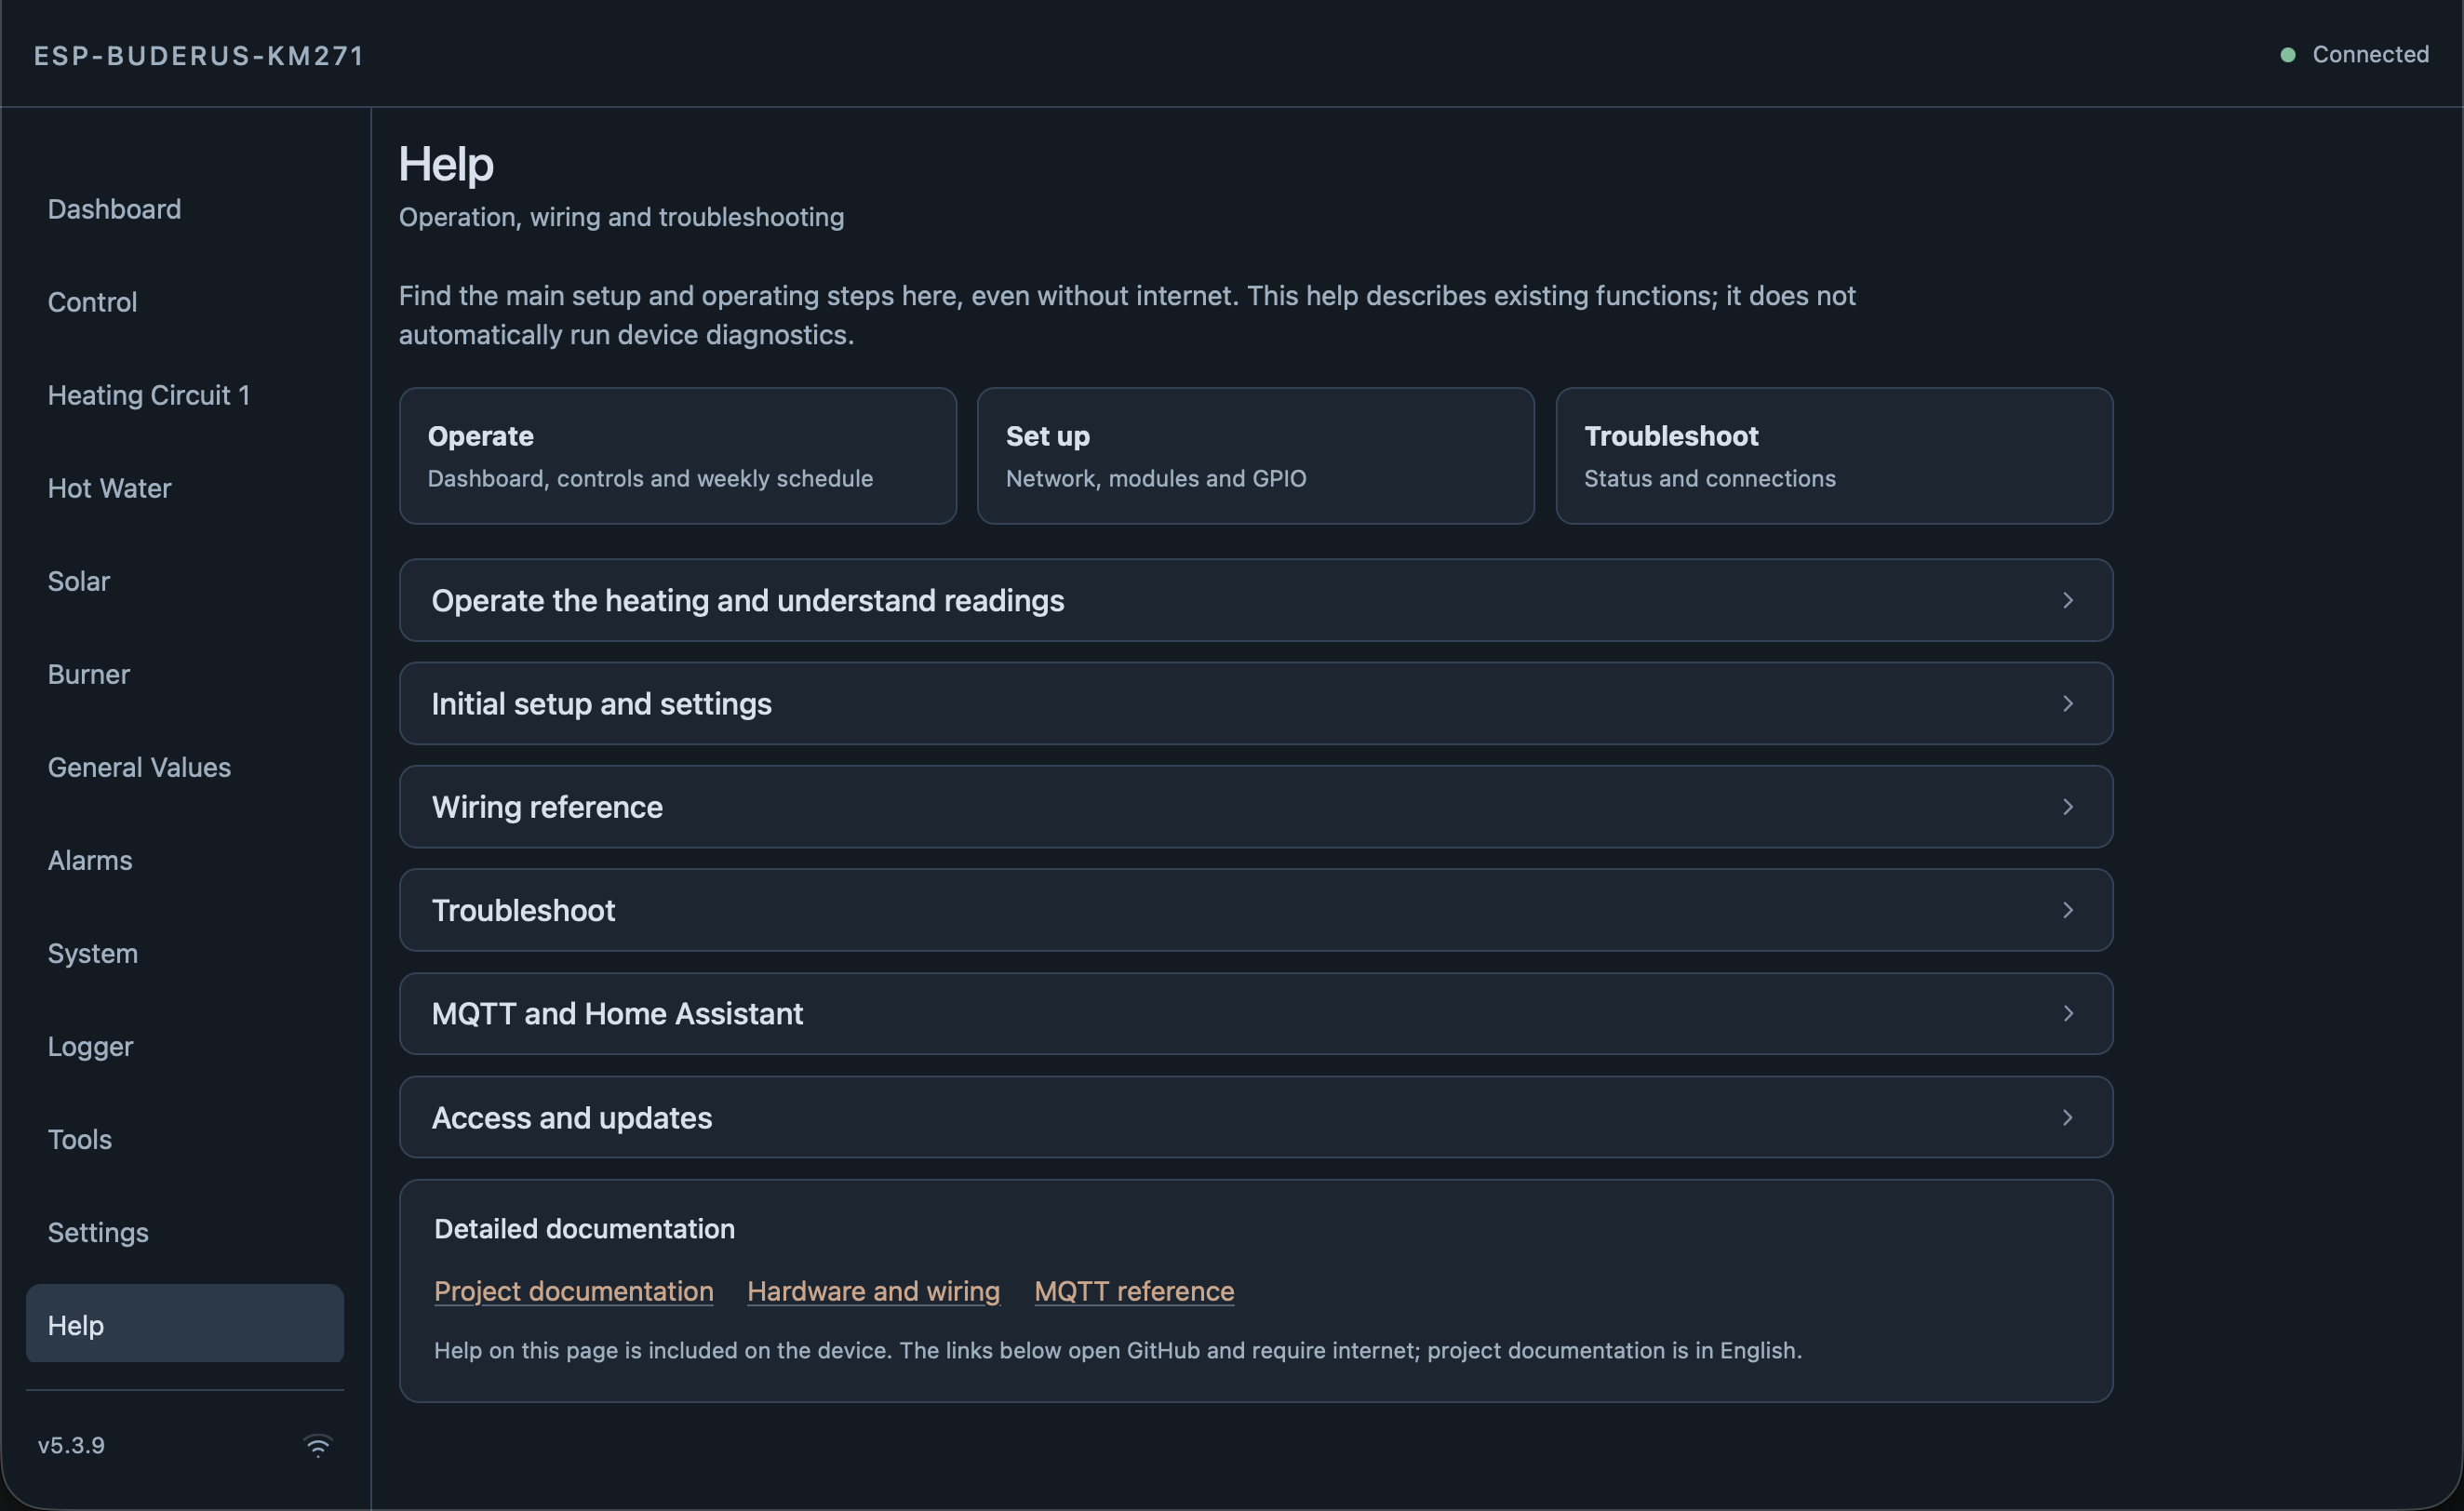 ESP-BUDERUS-KM271
Connected
Dashboard
Control
Heating Circuit 1
Hot Water
Solar
Burner
General Values
Alarms
System
Logger
Tools
Settings
Help
v5.3.9
Help
Operation, wiring and troubleshooting
Find the main setup and operating steps here, even without internet. This help describes existing functions; it does not
automatically run device diagnostics.
Operate
Dashboard, controls and weekly schedule
Set up
Network, modules and GPIO
Troubleshoot
Status and connections
Operate the heating and understand readings
Initial setup and settings
Wiring reference
Troubleshoot
MQTT and Home Assistant
Access and updates
Detailed documentation
Project documentation Hardware and wiring MQTT reference
Help on this page is included on the device. The links below open GitHub and require internet; project documentation is in English.